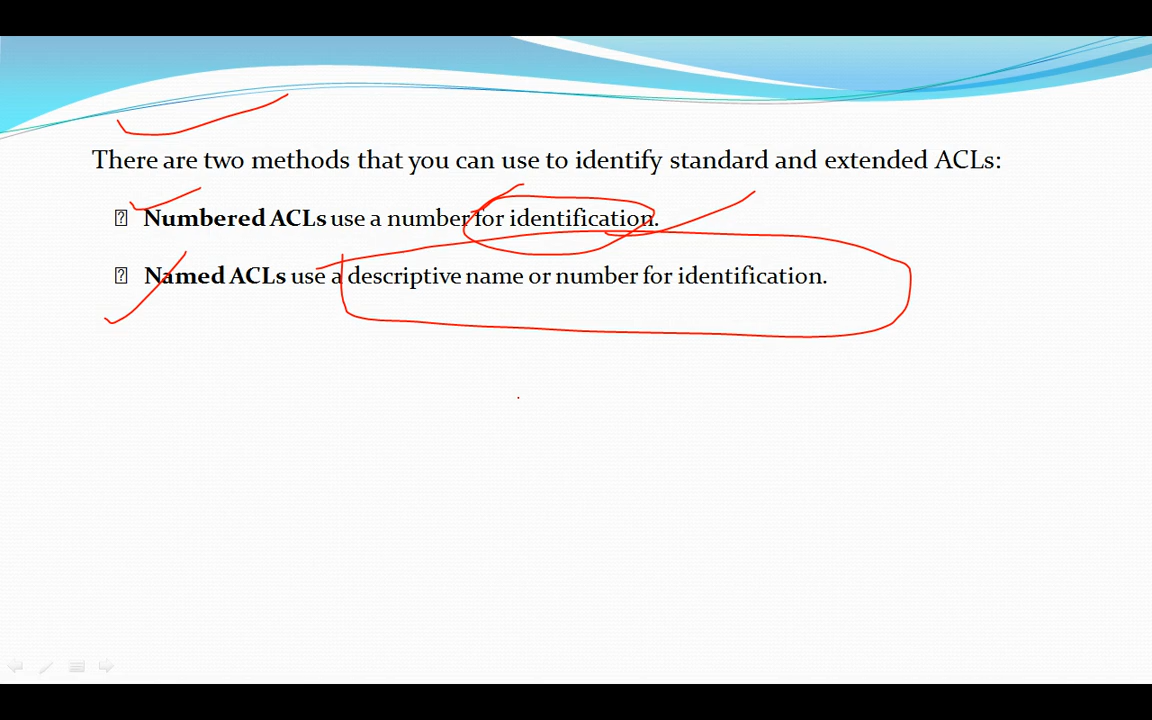 There are two methods that you can use to identify standard and extended ACLs:
Numbered ACLs use a number for identification.
Named ACLs use a descriptive name or number for identification.